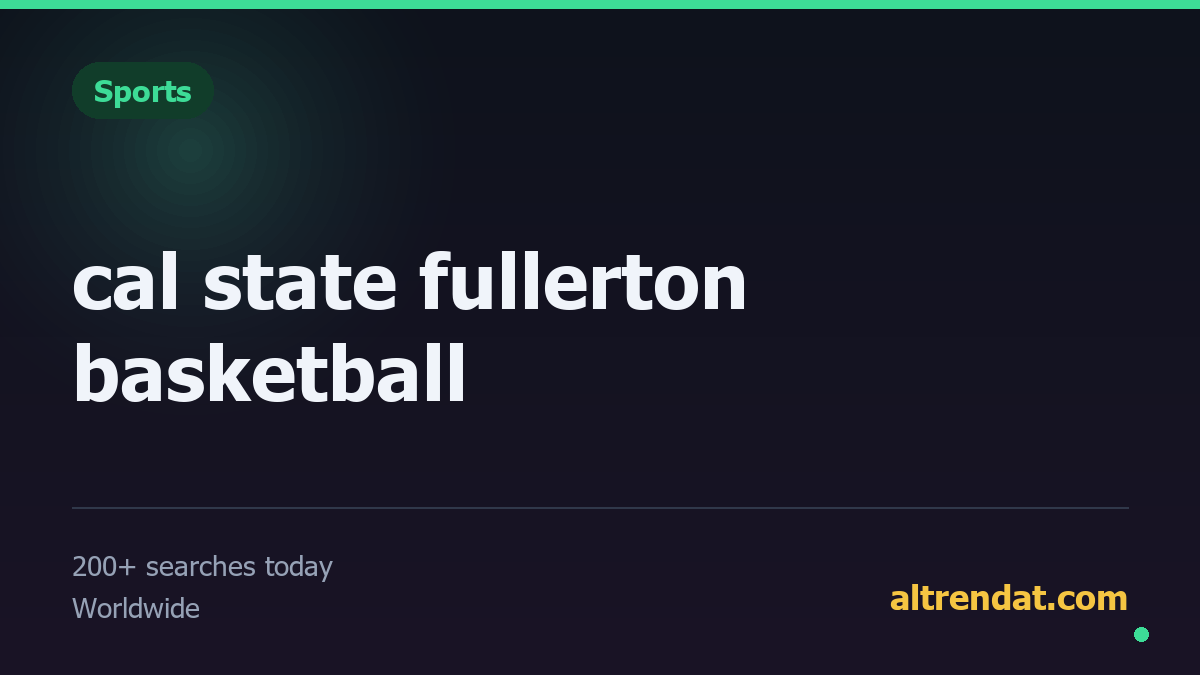 Sports
cal state fullerton
basketball
200+ searches today
Worldwide
altrendat.com